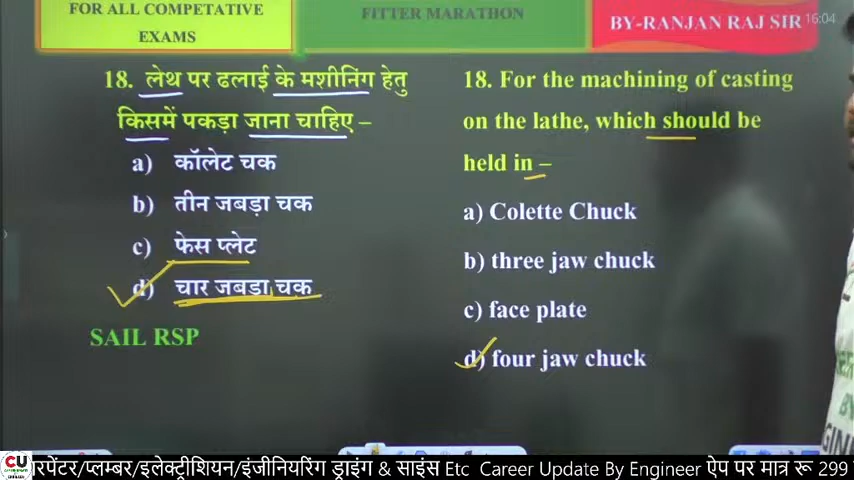 FOR ALL COMPETATIVE
EXAMS
FITTER MARATHON
BY-RANJAN RAJ SIR
16:04
18. लेथ पर ढलाई के मशीनिंग हेतु
किसमें पकड़ा जाना चाहिए –
a) कॉलेट चक
b) तीन जबड़ा चक
c) फेस प्लेट
d) चार जबड़ा चक
SAIL RSP
18. For the machining of casting
on the lathe, which should be
held in –
a) Colette Chuck
b) three jaw chuck
c) face plate
d) four jaw chuck
CU
रपेंटर/प्लम्बर/इलेक्ट्रीशियन/इंजीनियरिंग ड्राइंग & साइंस Etc Career Update By Engineer ऐप पर मात्र रू 299